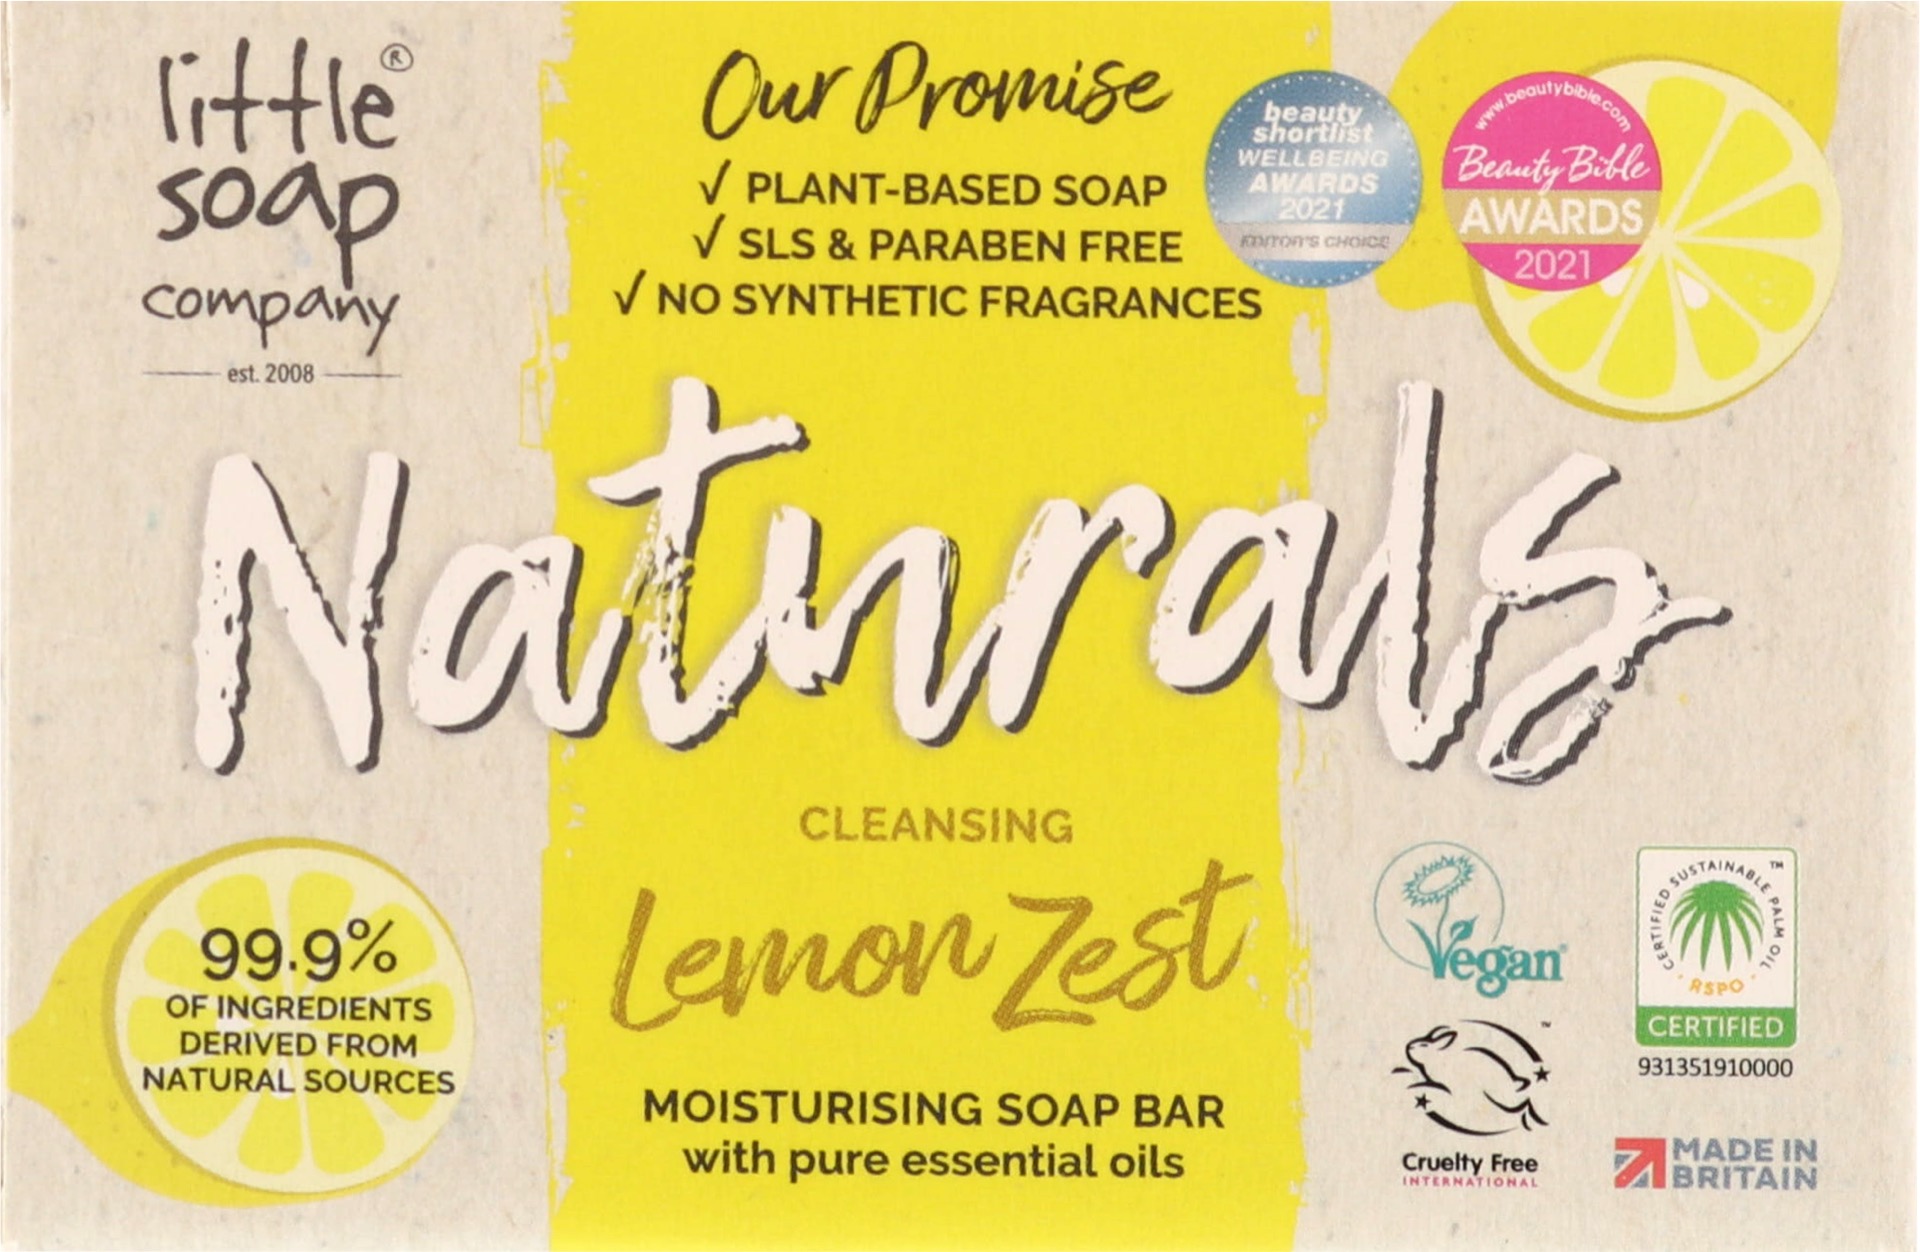 little®
soap
company
est. 2008
Our Promise
√ PLANT-BASED SOAP
√ SLS & PARABEN FREE
√ NO SYNTHETIC FRAGRANCES
beauty
shortlist
WELLBEING
AWARDS
2021
EDITOR'S CHOICE
www.beautybible.com
Beauty Bible
AWARDS
2021
Naturals
CLEANSING
Lemon Zest
MOISTURISING SOAP BAR
with pure essential oils
99.9%
OF INGREDIENTS
DERIVED FROM
NATURAL SOURCES
Vegan
CERTIFIED SUSTAINABLE PALM OIL ™
RSPO
CERTIFIED
931351910000
™
Cruelty Free
INTERNATIONAL
MADE IN
BRITAIN